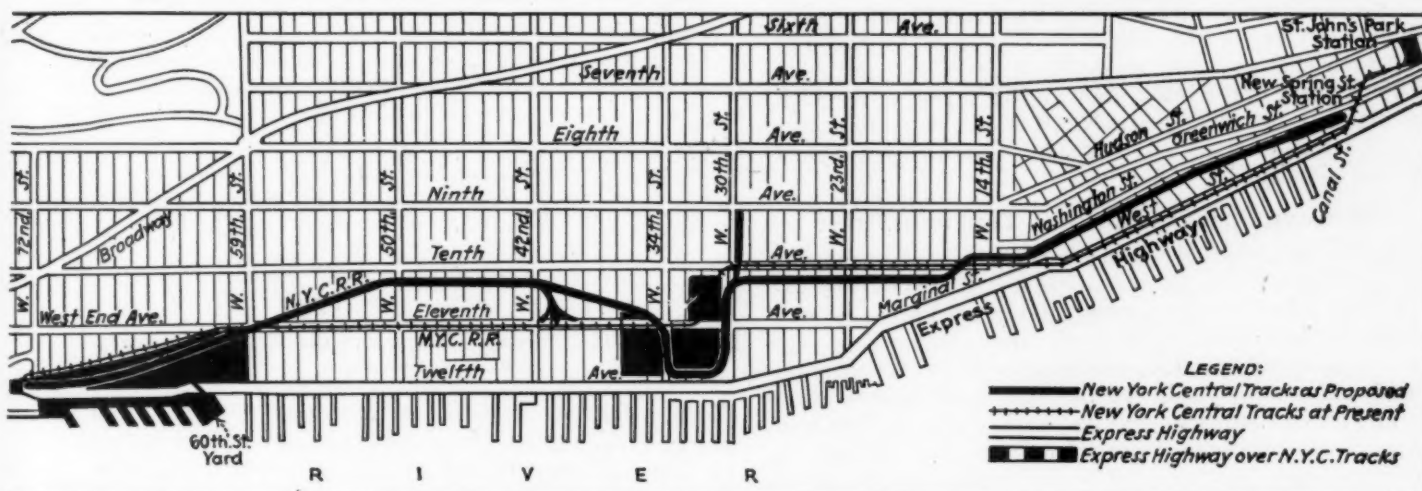 Sixth Ave.
St. John's Park
Station
Seventh Ave.
New Spring St.
Station
Eighth Ave.
Hudson St.
Greenwich St.
Ninth Ave.
Washington St.
West St.
Canal St.
W. 72nd. St.
Broadway
W. 59th. St.
W. 50th. St.
W. 42nd. St.
W. 34th. St.
W. 30th. St.
W. 23rd. St.
W. 14th. St.
Tenth Ave.
Highway
N.Y.C.R.R.
Marginal St.
West End Ave.
Eleventh Ave.
Express
N.Y.C.R.R.
Twelfth Ave.
60th. St.
Yard
RIVER
LEGEND:
New York Central Tracks as Proposed
New York Central Tracks at Present
Express Highway
Express Highway over N.Y.C. Tracks